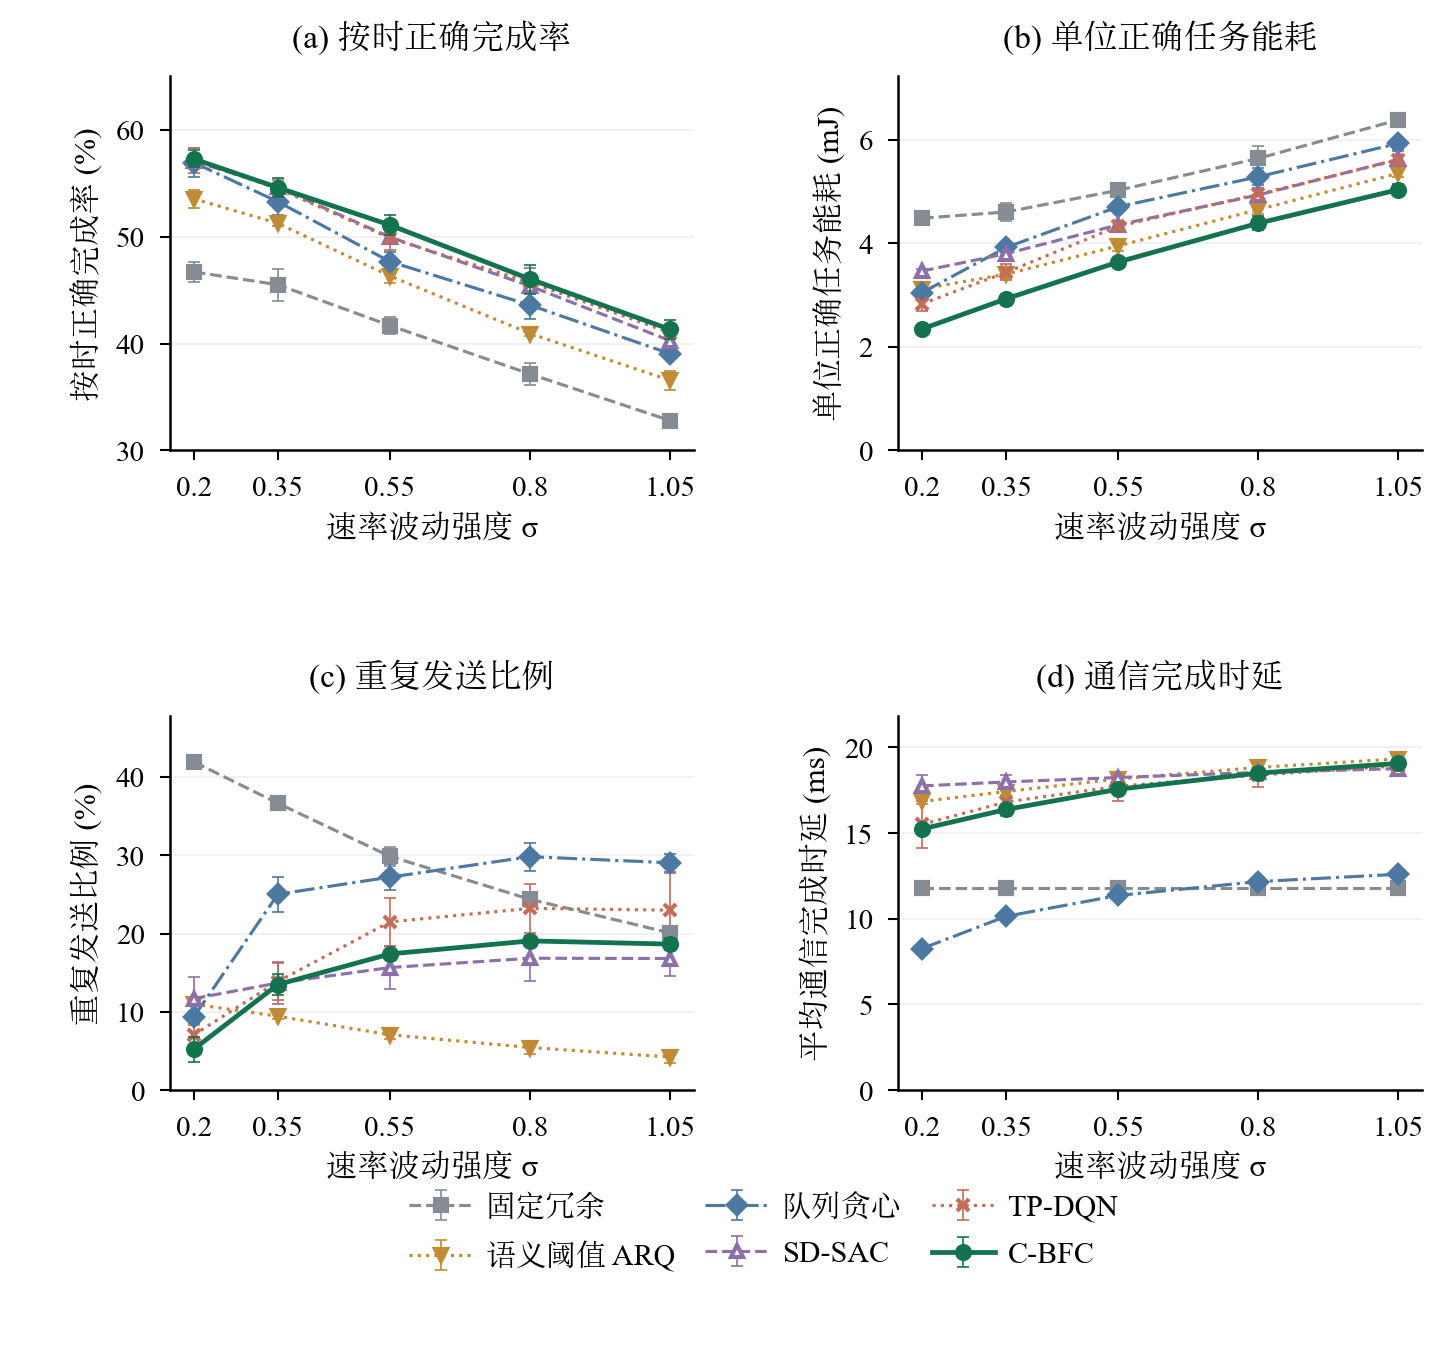 (a) 按时正确完成率
按时正确完成率 (%)
60
50
40
30
0.2 0.35 0.55 0.8 1.05
速率波动强度 σ
(b) 单位正确任务能耗
单位正确任务能耗 (mJ)
6
4
2
0
0.2 0.35 0.55 0.8 1.05
速率波动强度 σ
(c) 重复发送比例
重复发送比例 (%)
40
30
20
10
0
0.2 0.35 0.55 0.8 1.05
速率波动强度 σ
(d) 通信完成时延
平均通信完成时延 (ms)
20
15
10
5
0
0.2 0.35 0.55 0.8 1.05
速率波动强度 σ
固定冗余 队列贪心 TP-DQN
语义阈值 ARQ SD-SAC C-BFC